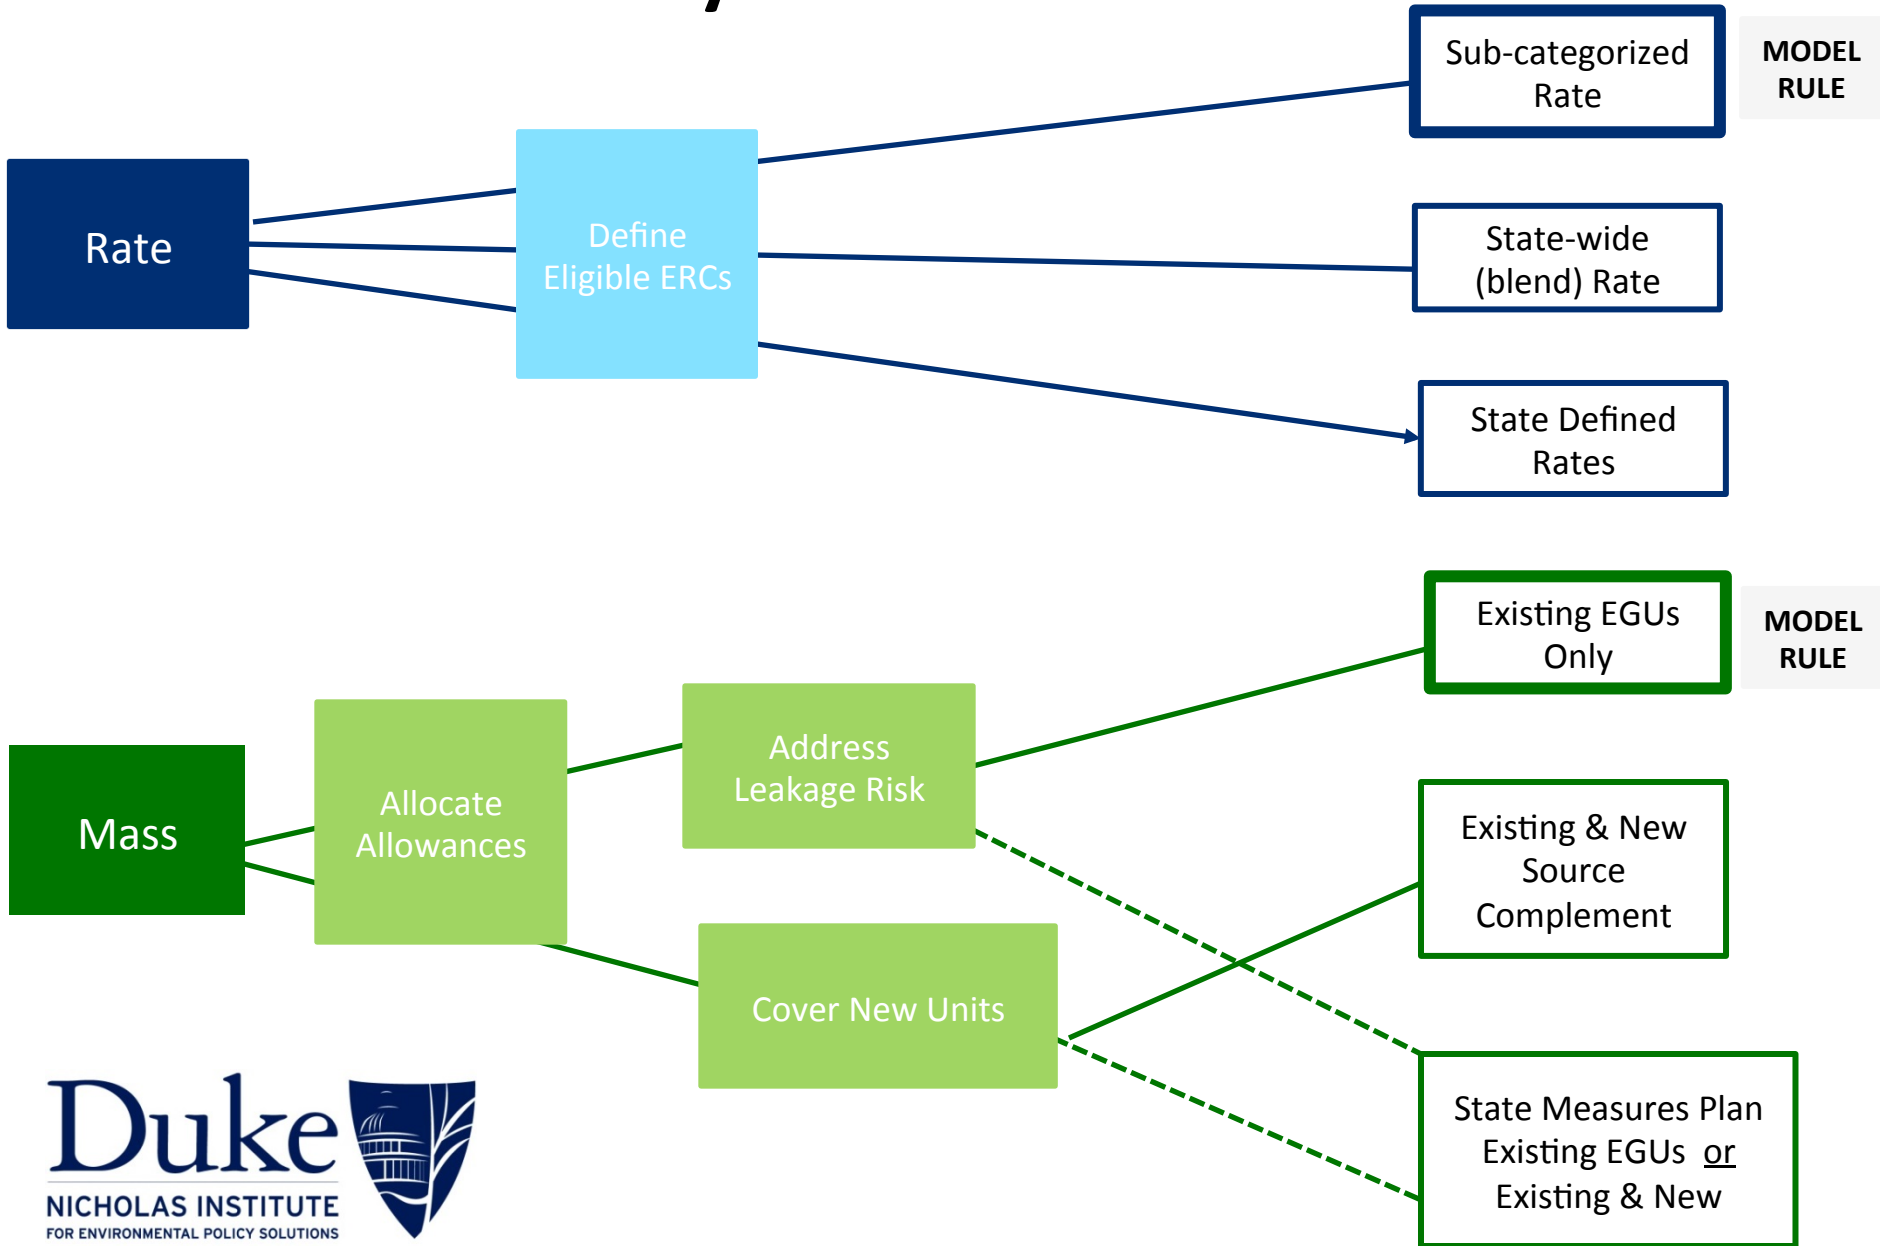 Sub-categorized
Rate
MODEL
RULE
Rate
Define
Eligible ERCs
State-wide
(blend) Rate
State Defined
Rates
Existing EGUs
Only
MODEL
RULE
Mass
Allocate
Allowances
Address
Leakage Risk
Existing & New
Source
Complement
Cover New Units
State Measures Plan
Existing EGUs or
Existing & New
Duke
NICHOLAS INSTITUTE
FOR ENVIRONMENTAL POLICY SOLUTIONS